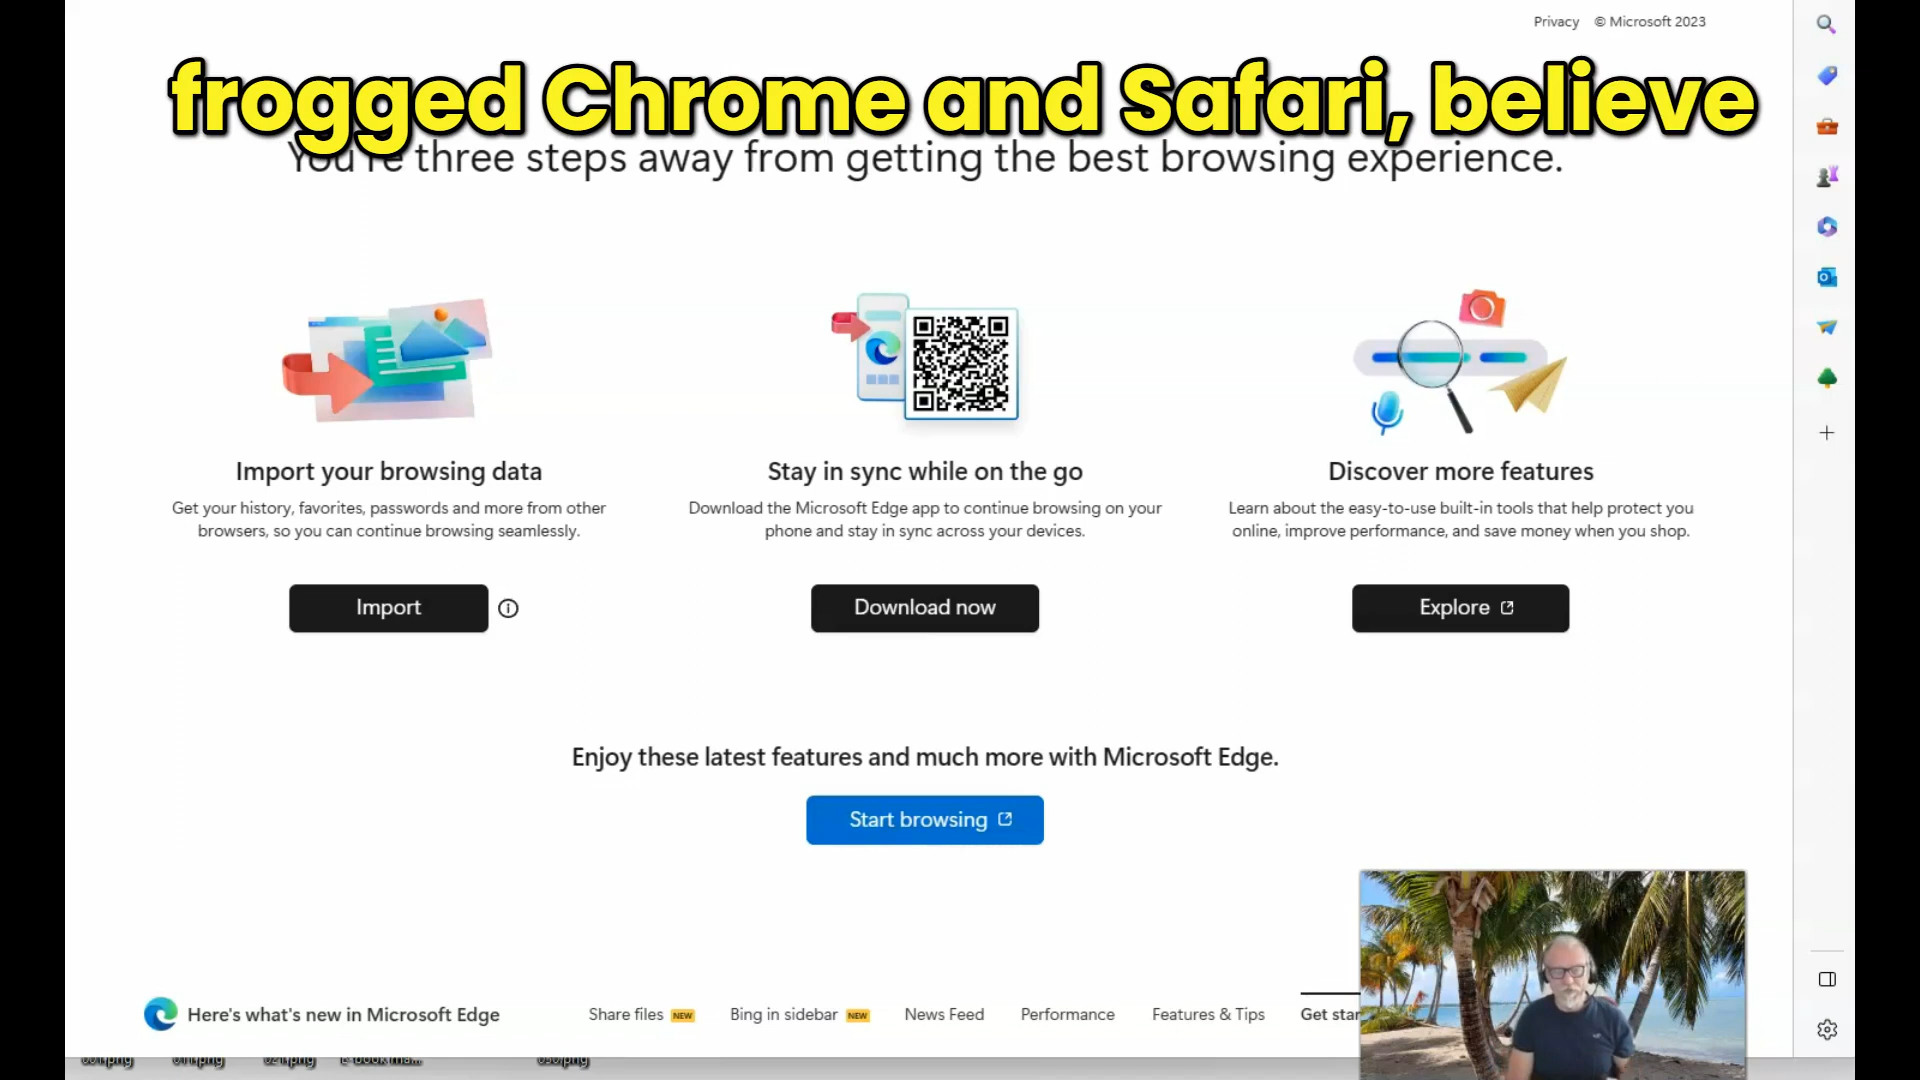 Privacy © Microsoft 2023
frogged Chrome and Safari, believe
You're three steps away from getting the best browsing experience.
Import your browsing data
Get your history, favorites, passwords and more from other
browsers, so you can continue browsing seamlessly.
Import
Stay in sync while on the go
Download the Microsoft Edge app to continue browsing on your
phone and stay in sync across your devices.
Download now
Discover more features
Learn about the easy-to-use built-in tools that help protect you
online, improve performance, and save money when you shop.
Explore
Enjoy these latest features and much more with Microsoft Edge.
Start browsing
Here's what's new in Microsoft Edge
Share files NEW
Bing in sidebar NEW
News Feed
Performance
Features & Tips
Get star